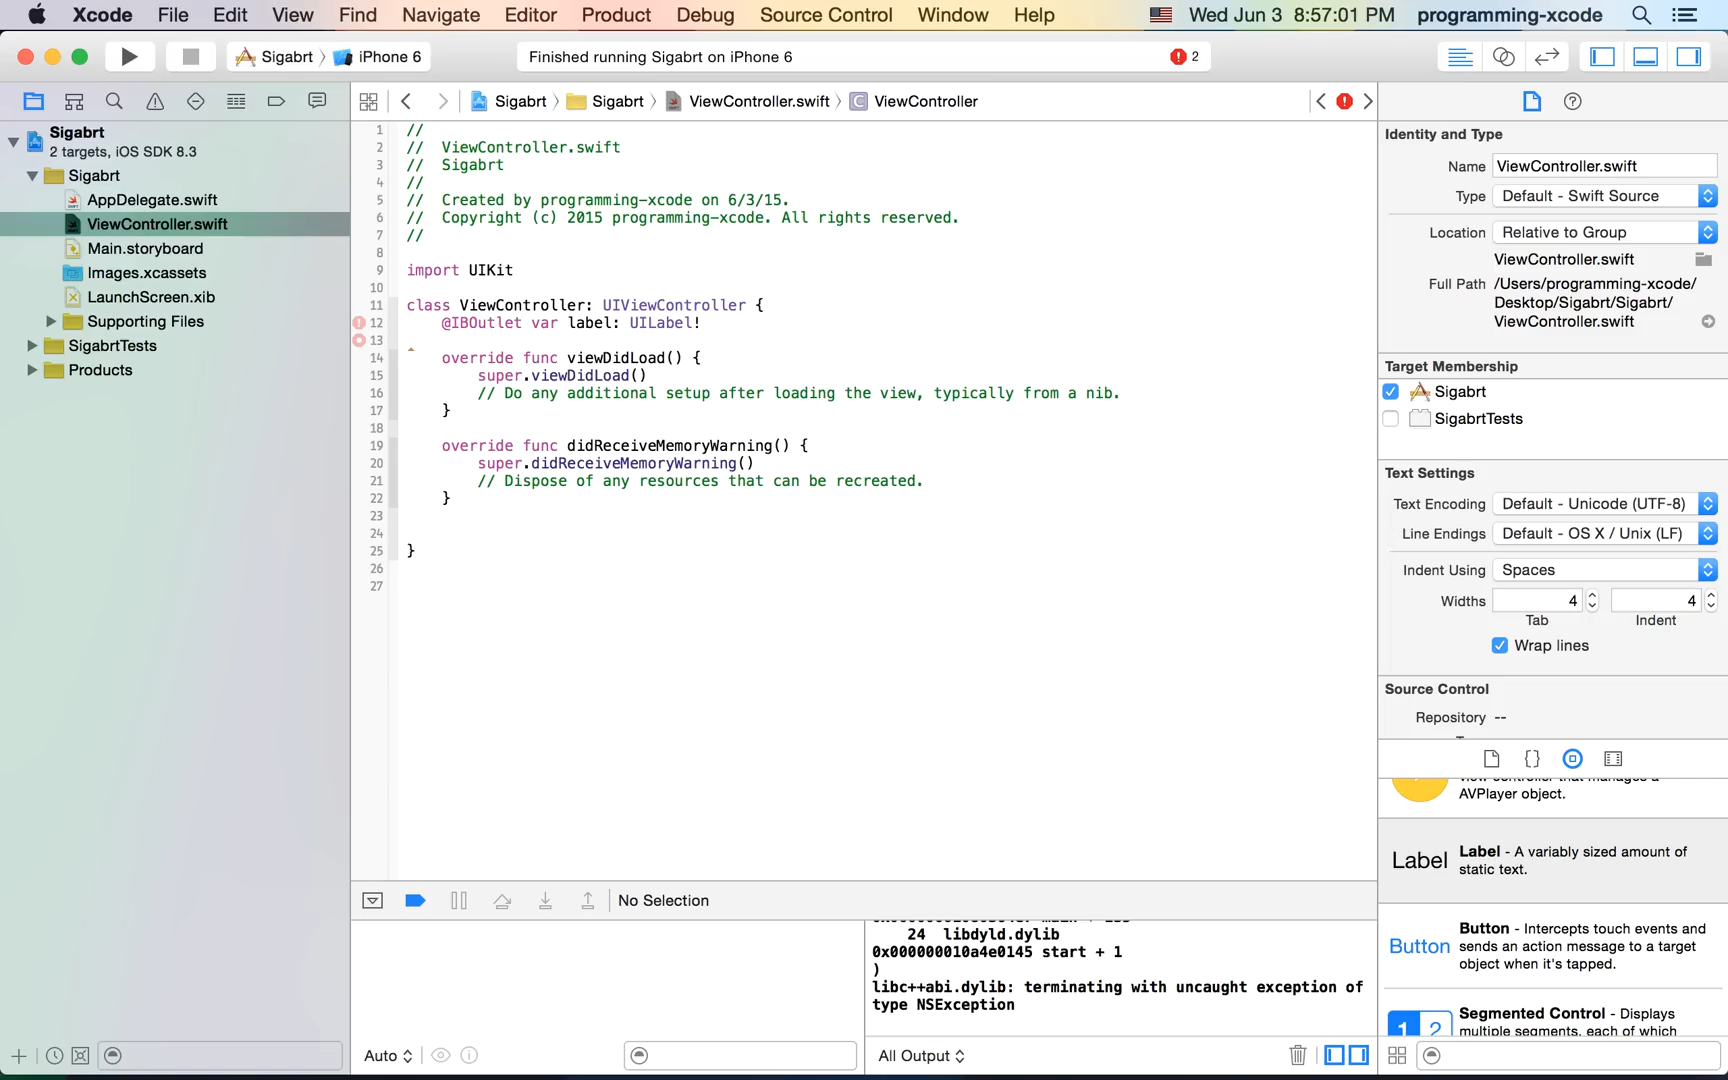 Xcode File Edit View Find Navigate Editor Product Debug Source Control Window Help Wed Jun 3 8:57:01 PM programming-xcode
Sigabrt iPhone 6
Finished running Sigabrt on iPhone 6
2
Sigabrt Sigabrt ViewController.swift C ViewController
Sigabrt
2 targets, iOS SDK 8.3
Sigabrt
AppDelegate.swift
ViewController.swift
Main.storyboard
Images.xcassets
LaunchScreen.xib
Supporting Files
SigabrtTests
Products
1 //
2 // ViewController.swift
3 // Sigabrt
4 //
5 // Created by programming-xcode on 6/3/15.
6 // Copyright (c) 2015 programming-xcode. All rights reserved.
7 //
8
9 import UIKit
10
11 class ViewController: UIViewController {
12 @IBOutlet var label: UILabel!
13
14 override func viewDidLoad() {
15 super.viewDidLoad()
16 // Do any additional setup after loading the view, typically from a nib.
17 }
18
19 override func didReceiveMemoryWarning() {
20 super.didReceiveMemoryWarning()
21 // Dispose of any resources that can be recreated.
22 }
23
24
25 }
26
27
No Selection
24 libdyld.dylib
0x000000010a4e0145 start + 1
)
libc++abi.dylib: terminating with uncaught exception of
type NSException
Auto
All Output
Identity and Type
Name ViewController.swift
Type Default - Swift Source
Location Relative to Group
ViewController.swift
Full Path /Users/programming-xcode/
Desktop/Sigabrt/Sigabrt/
ViewController.swift
Target Membership
Sigabrt
SigabrtTests
Text Settings
Text Encoding Default - Unicode (UTF-8)
Line Endings Default - OS X / Unix (LF)
Indent Using Spaces
Widths 4 4
Tab Indent
Wrap lines
Source Control
Repository --
{}
AVPlayer object.
Label Label - A variably sized amount of
static text.
Button Button - Intercepts touch events and
sends an action message to a target
object when it's tapped.
1 2 Segmented Control - Displays
multiple segments, each of which